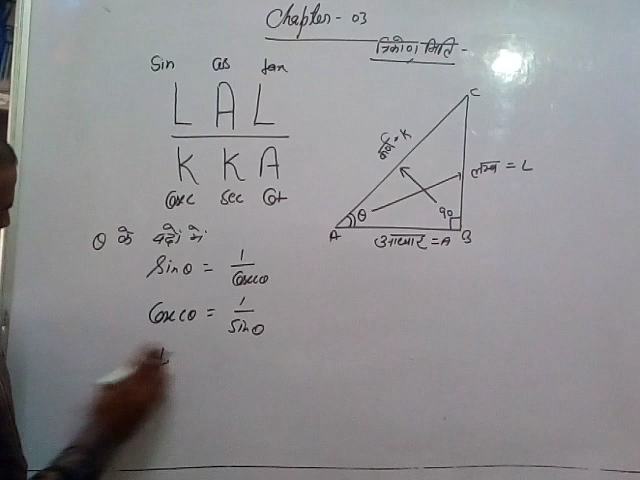 Chapter - 03
त्रिकोणमिति -
Sin cos tan
L A L
K K A
Cosec Sec Cot
C
कर्ण = K
लम्ब = L
θ 90
A B
आधार = A
θ के पदों में
Sinθ = 1/Cosecθ
Cosecθ = 1/Sinθ